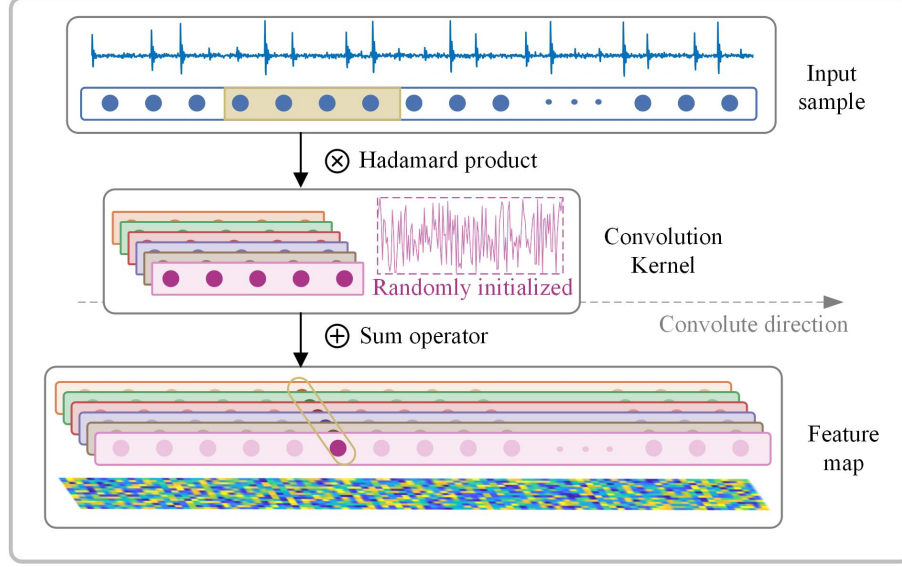 Input
sample
Hadamard product
Convolution
Kernel
Randomly initialized
Convolute direction
Sum operator
Feature
map